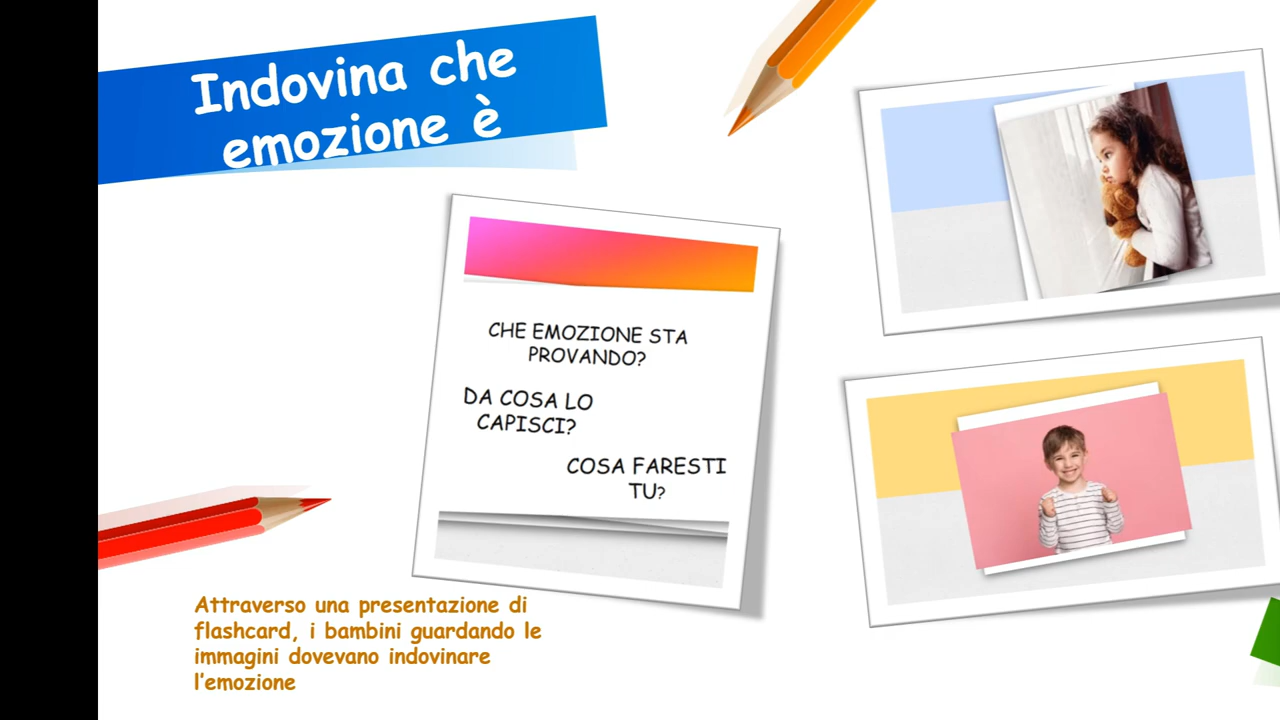 Indovina che
emozione è
CHE EMOZIONE STA
PROVANDO?
DA COSA LO
CAPISCI?
COSA FARESTI
TU?
Attraverso una presentazione di
flashcard, i bambini guardando le
immagini dovevano indovinare
l'emozione